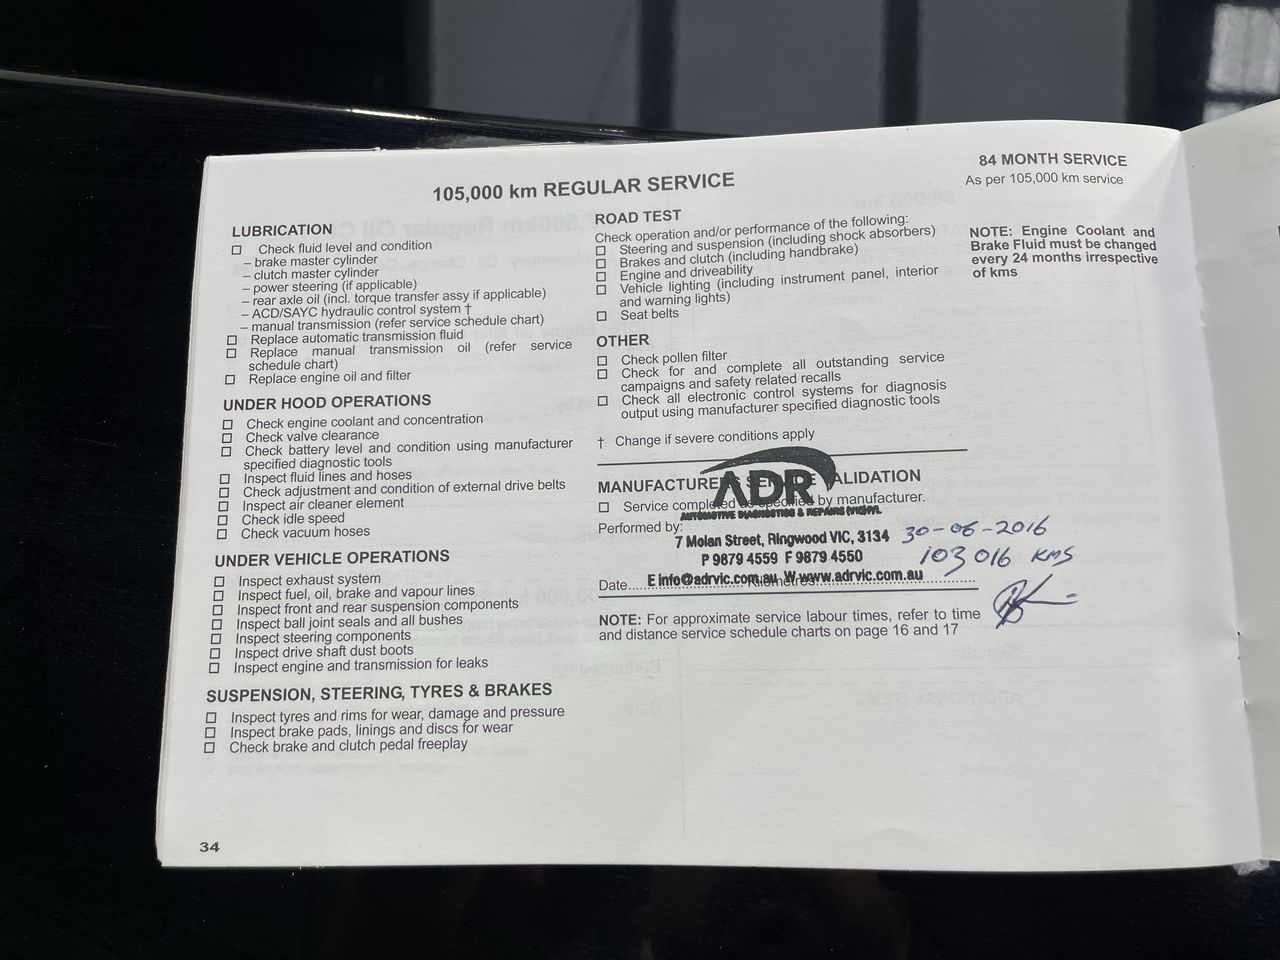 105,000 km REGULAR SERVICE
LUBRICATION
Check fluid level and condition
– brake master cylinder
– clutch master cylinder
– power steering (if applicable)
– rear axle oil (incl. torque transfer assy if applicable)
– ACD/SAYC hydraulic control system †
– manual transmission (refer service schedule chart)
Replace automatic transmission fluid
Replace manual transmission oil (refer service
schedule chart)
Replace engine oil and filter
UNDER HOOD OPERATIONS
Check engine coolant and concentration
Check valve clearance
Check battery level and condition using manufacturer
specified diagnostic tools
Inspect fluid lines and hoses
Check adjustment and condition of external drive belts
Inspect air cleaner element
Check idle speed
Check vacuum hoses
UNDER VEHICLE OPERATIONS
Inspect exhaust system
Inspect fuel, oil, brake and vapour lines
Inspect front and rear suspension components
Inspect ball joint seals and all bushes
Inspect steering components
Inspect drive shaft dust boots
Inspect engine and transmission for leaks
SUSPENSION, STEERING, TYRES & BRAKES
Inspect tyres and rims for wear, damage and pressure
Inspect brake pads, linings and discs for wear
Check brake and clutch pedal freeplay
34
ROAD TEST
Check operation and/or performance of the following:
Steering and suspension (including shock absorbers)
Brakes and clutch (including handbrake)
Engine and driveability
Vehicle lighting (including instrument panel, interior
and warning lights)
Seat belts
OTHER
Check pollen filter
Check for and complete all outstanding service
campaigns and safety related recalls
Check all electronic control systems for diagnosis
output using manufacturer specified diagnostic tools
† Change if severe conditions apply
MANUFACTURER'S SERVICE VALIDATION
ADR
Service completed as specified by manufacturer.
AUTOMOTIVE DIAGNOSTICS & REPAIRS (VIC) P/L
Performed by:
7 Molan Street, Ringwood VIC, 3134
P 9879 4559 F 9879 4550
E info@adrvic.com.au W www.adrvic.com.au
Date.... Kilometres....
30-06-2016
103 016 KMS
NOTE: For approximate service labour times, refer to time
and distance service schedule charts on page 16 and 17
84 MONTH SERVICE
As per 105,000 km service
NOTE: Engine Coolant and
Brake Fluid must be changed
every 24 months irrespective
of kms